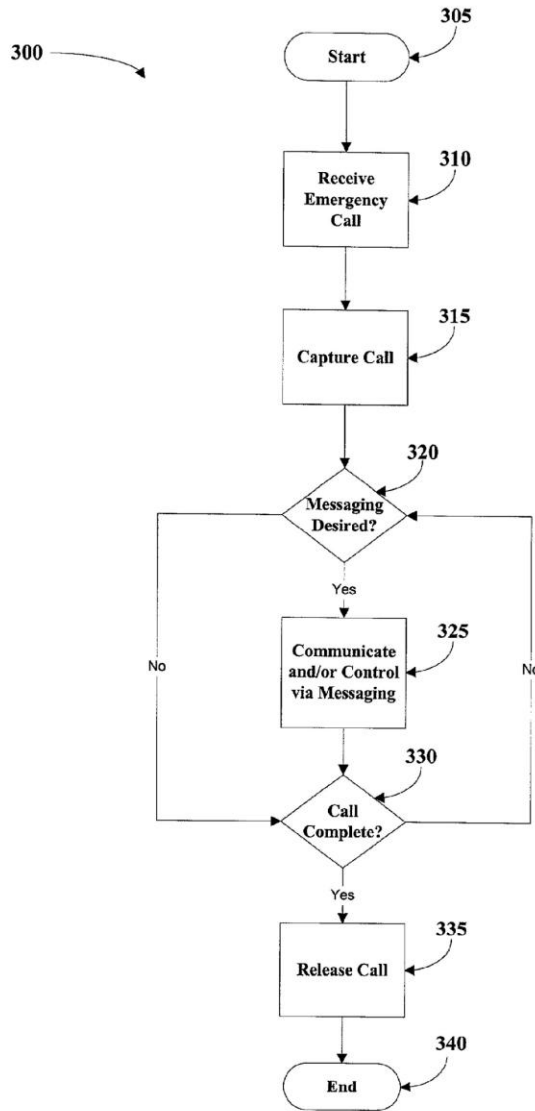 305
300
Start
310
Receive
Emergency
Call
315
Capture Call
320
Messaging
Desired?
Yes
325
Communicate
and/or Control
via Messaging
No
No
330
Call
Complete?
Yes
335
Release Call
340
End